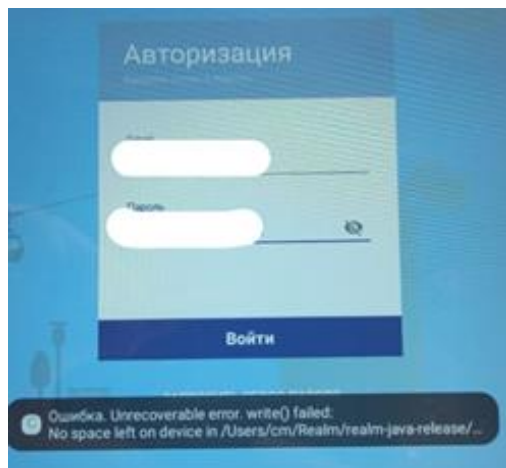 Авторизация
Пароль
Войти
Ошибка. Unrecoverable error. write() failed:
No space left on device in /Users/cm/Realm/realm-java-release/...